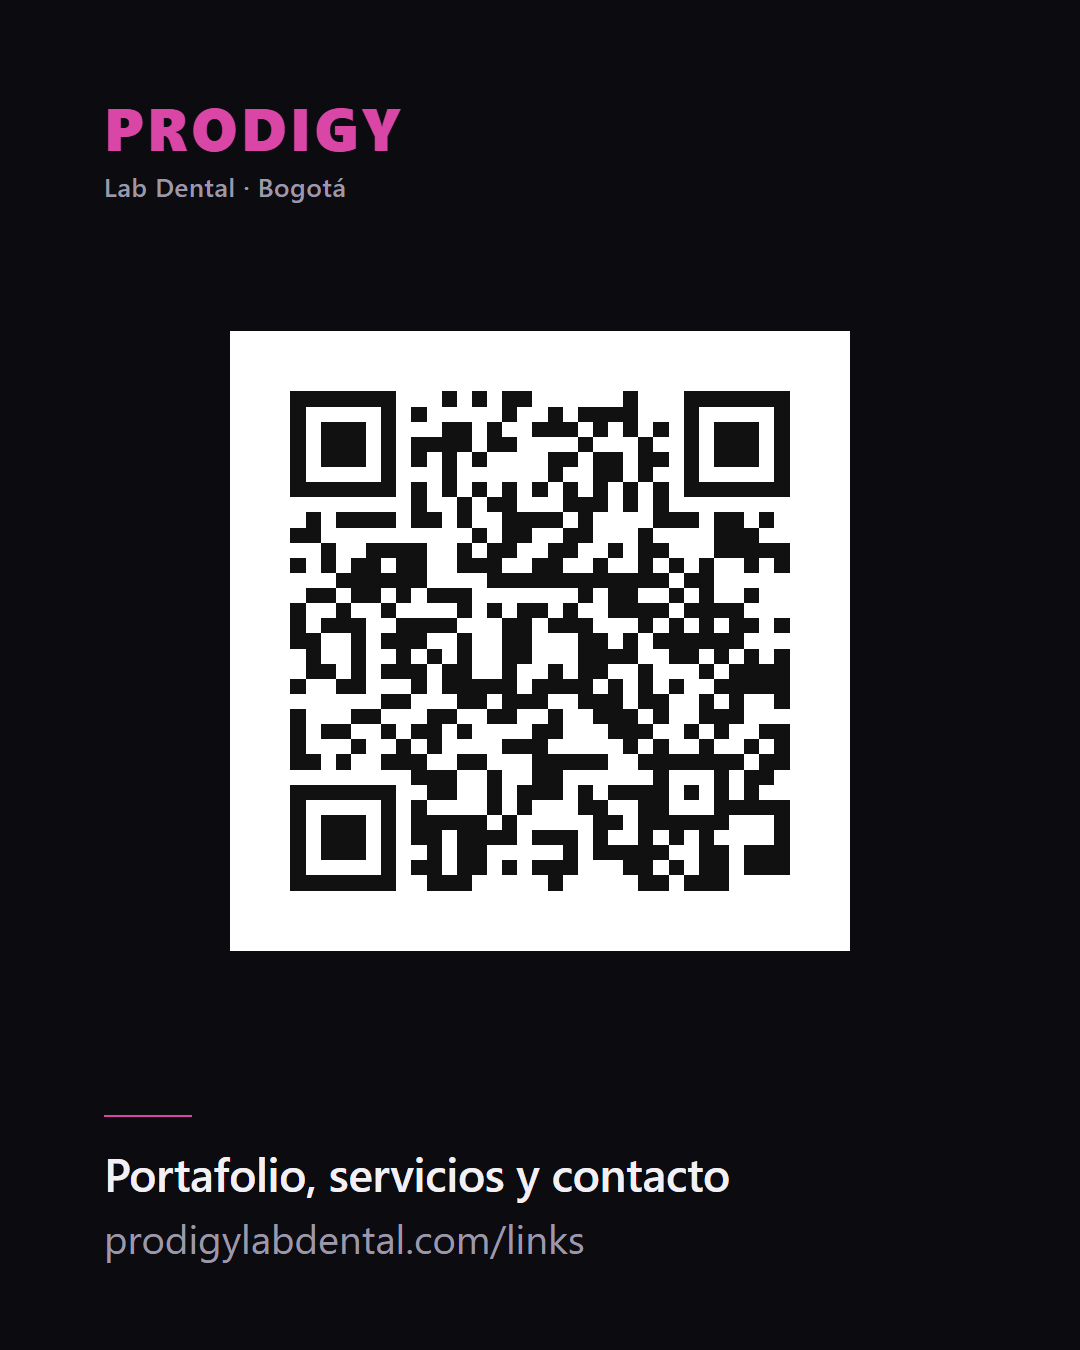 PRODIGY
Lab Dental · Bogotá
Portafolio, servicios y contacto
prodigylabdental.com/links